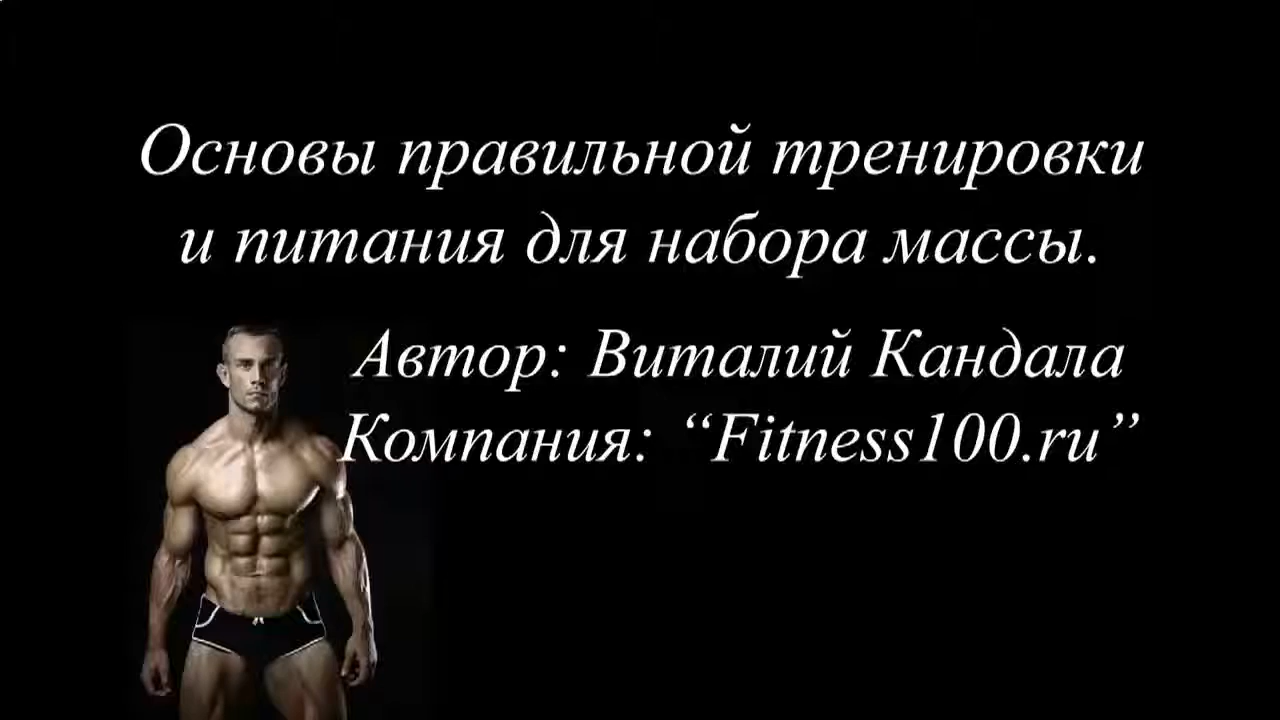 Основы правильной тренировки
и питания для набора массы.
Автор: Виталий Кандала
Компания: “Fitness100.ru”